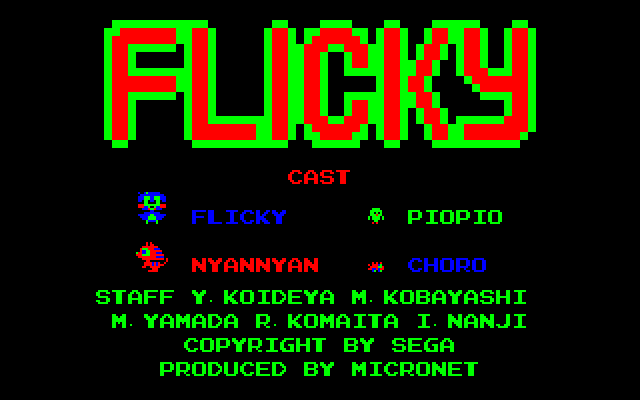 FLICKY
CAST
FLICKY PIOPIO
NYANNYAN CHORO
STAFF Y. KOIDEYA M. KOBAYASHI
M. YAMADA R. KOMAITA I. NANJI
COPYRIGHT BY SEGA
PRODUCED BY MICRONET